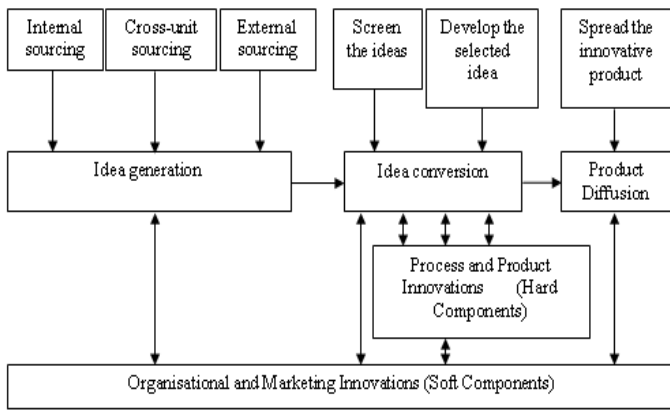 Internal
sourcing
Cross-unit
sourcing
External
sourcing
Screen
the ideas
Develop the
selected
idea
Spread the
innovative
product
Idea generation
Idea conversion
Product
Diffusion
Process and Product
Innovations (Hard
Components)
Organisational and Marketing Innovations (Soft Components)